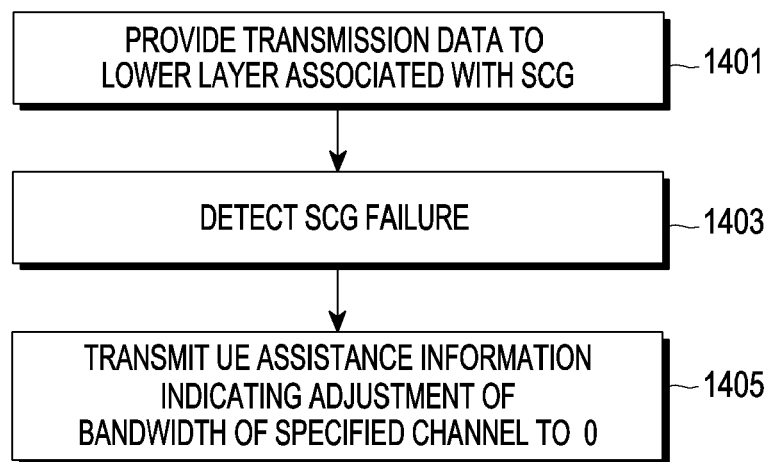 PROVIDE TRANSMISSION DATA TO
LOWER LAYER ASSOCIATED WITH SCG
1401
DETECT SCG FAILURE
1403
TRANSMIT UE ASSISTANCE INFORMATION
INDICATING ADJUSTMENT OF
BANDWIDTH OF SPECIFIED CHANNEL TO 0
1405